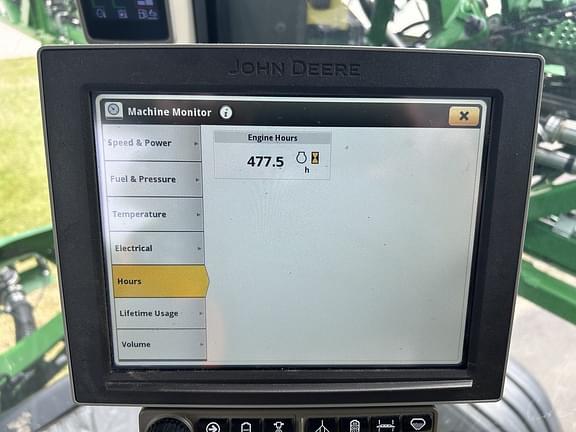 JOHN DEERE
Machine Monitor
Speed & Power
Fuel & Pressure
Temperature
Electrical
Hours
Lifetime Usage
Volume
Engine Hours
477.5
h